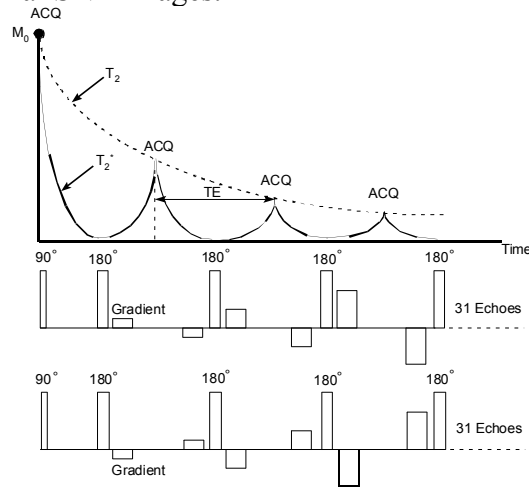 images.
ACQ
M0
T2
T2*
ACQ
TE
ACQ
ACQ
Time
90° 180° 180° 180° 180°
Gradient
31 Echoes
90° 180° 180° 180° 180°
31 Echoes
Gradient